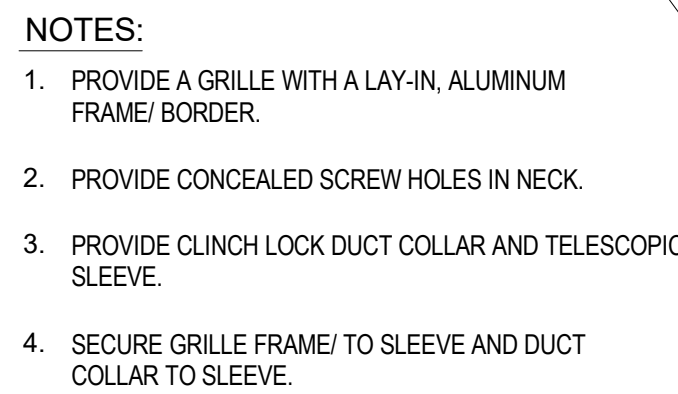 NOTES:
1. PROVIDE A GRILLE WITH A LAY-IN, ALUMINUM
FRAME/ BORDER.
2. PROVIDE CONCEALED SCREW HOLES IN NECK.
3. PROVIDE CLINCH LOCK DUCT COLLAR AND TELESCOPIC
SLEEVE.
4. SECURE GRILLE FRAME/ TO SLEEVE AND DUCT
COLLAR TO SLEEVE.